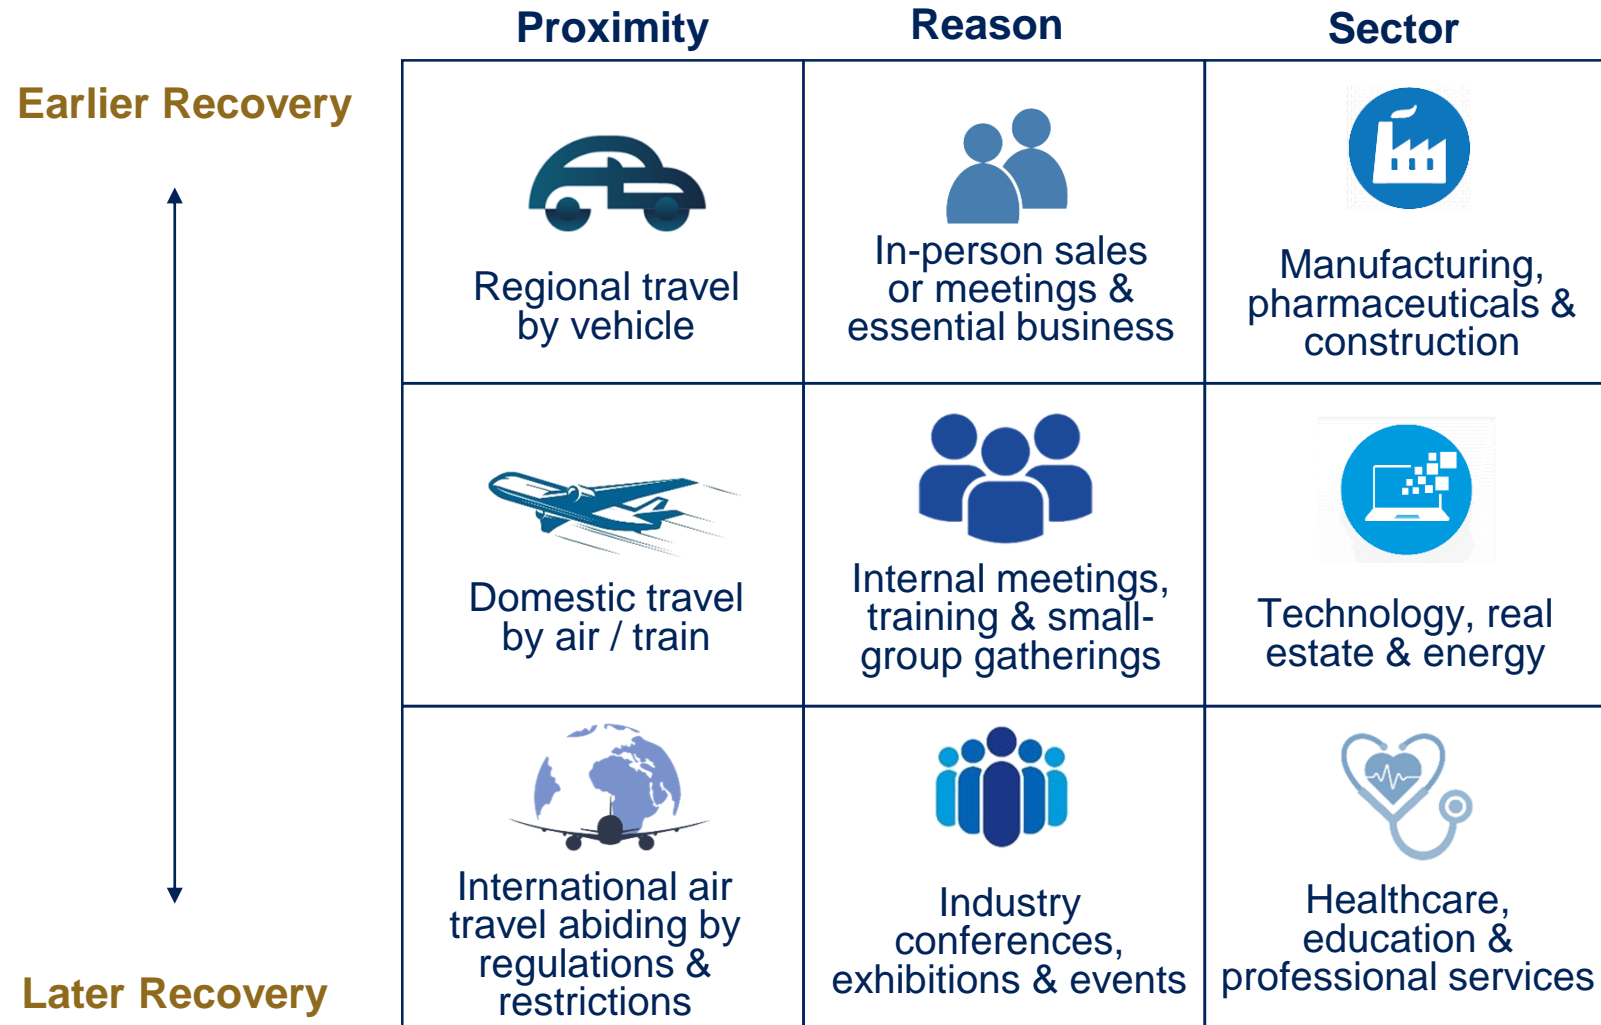 Proximity
Reason
Sector
Earlier Recovery
Regional travel
by vehicle
In-person sales
or meetings &
essential business
Manufacturing,
pharmaceuticals &
construction
Domestic travel
by air / train
Internal meetings,
training & small-
group gatherings
Technology, real
estate & energy
International air
travel abiding by
regulations &
restrictions
Industry
conferences,
exhibitions & events
Healthcare,
education &
professional services
Later Recovery